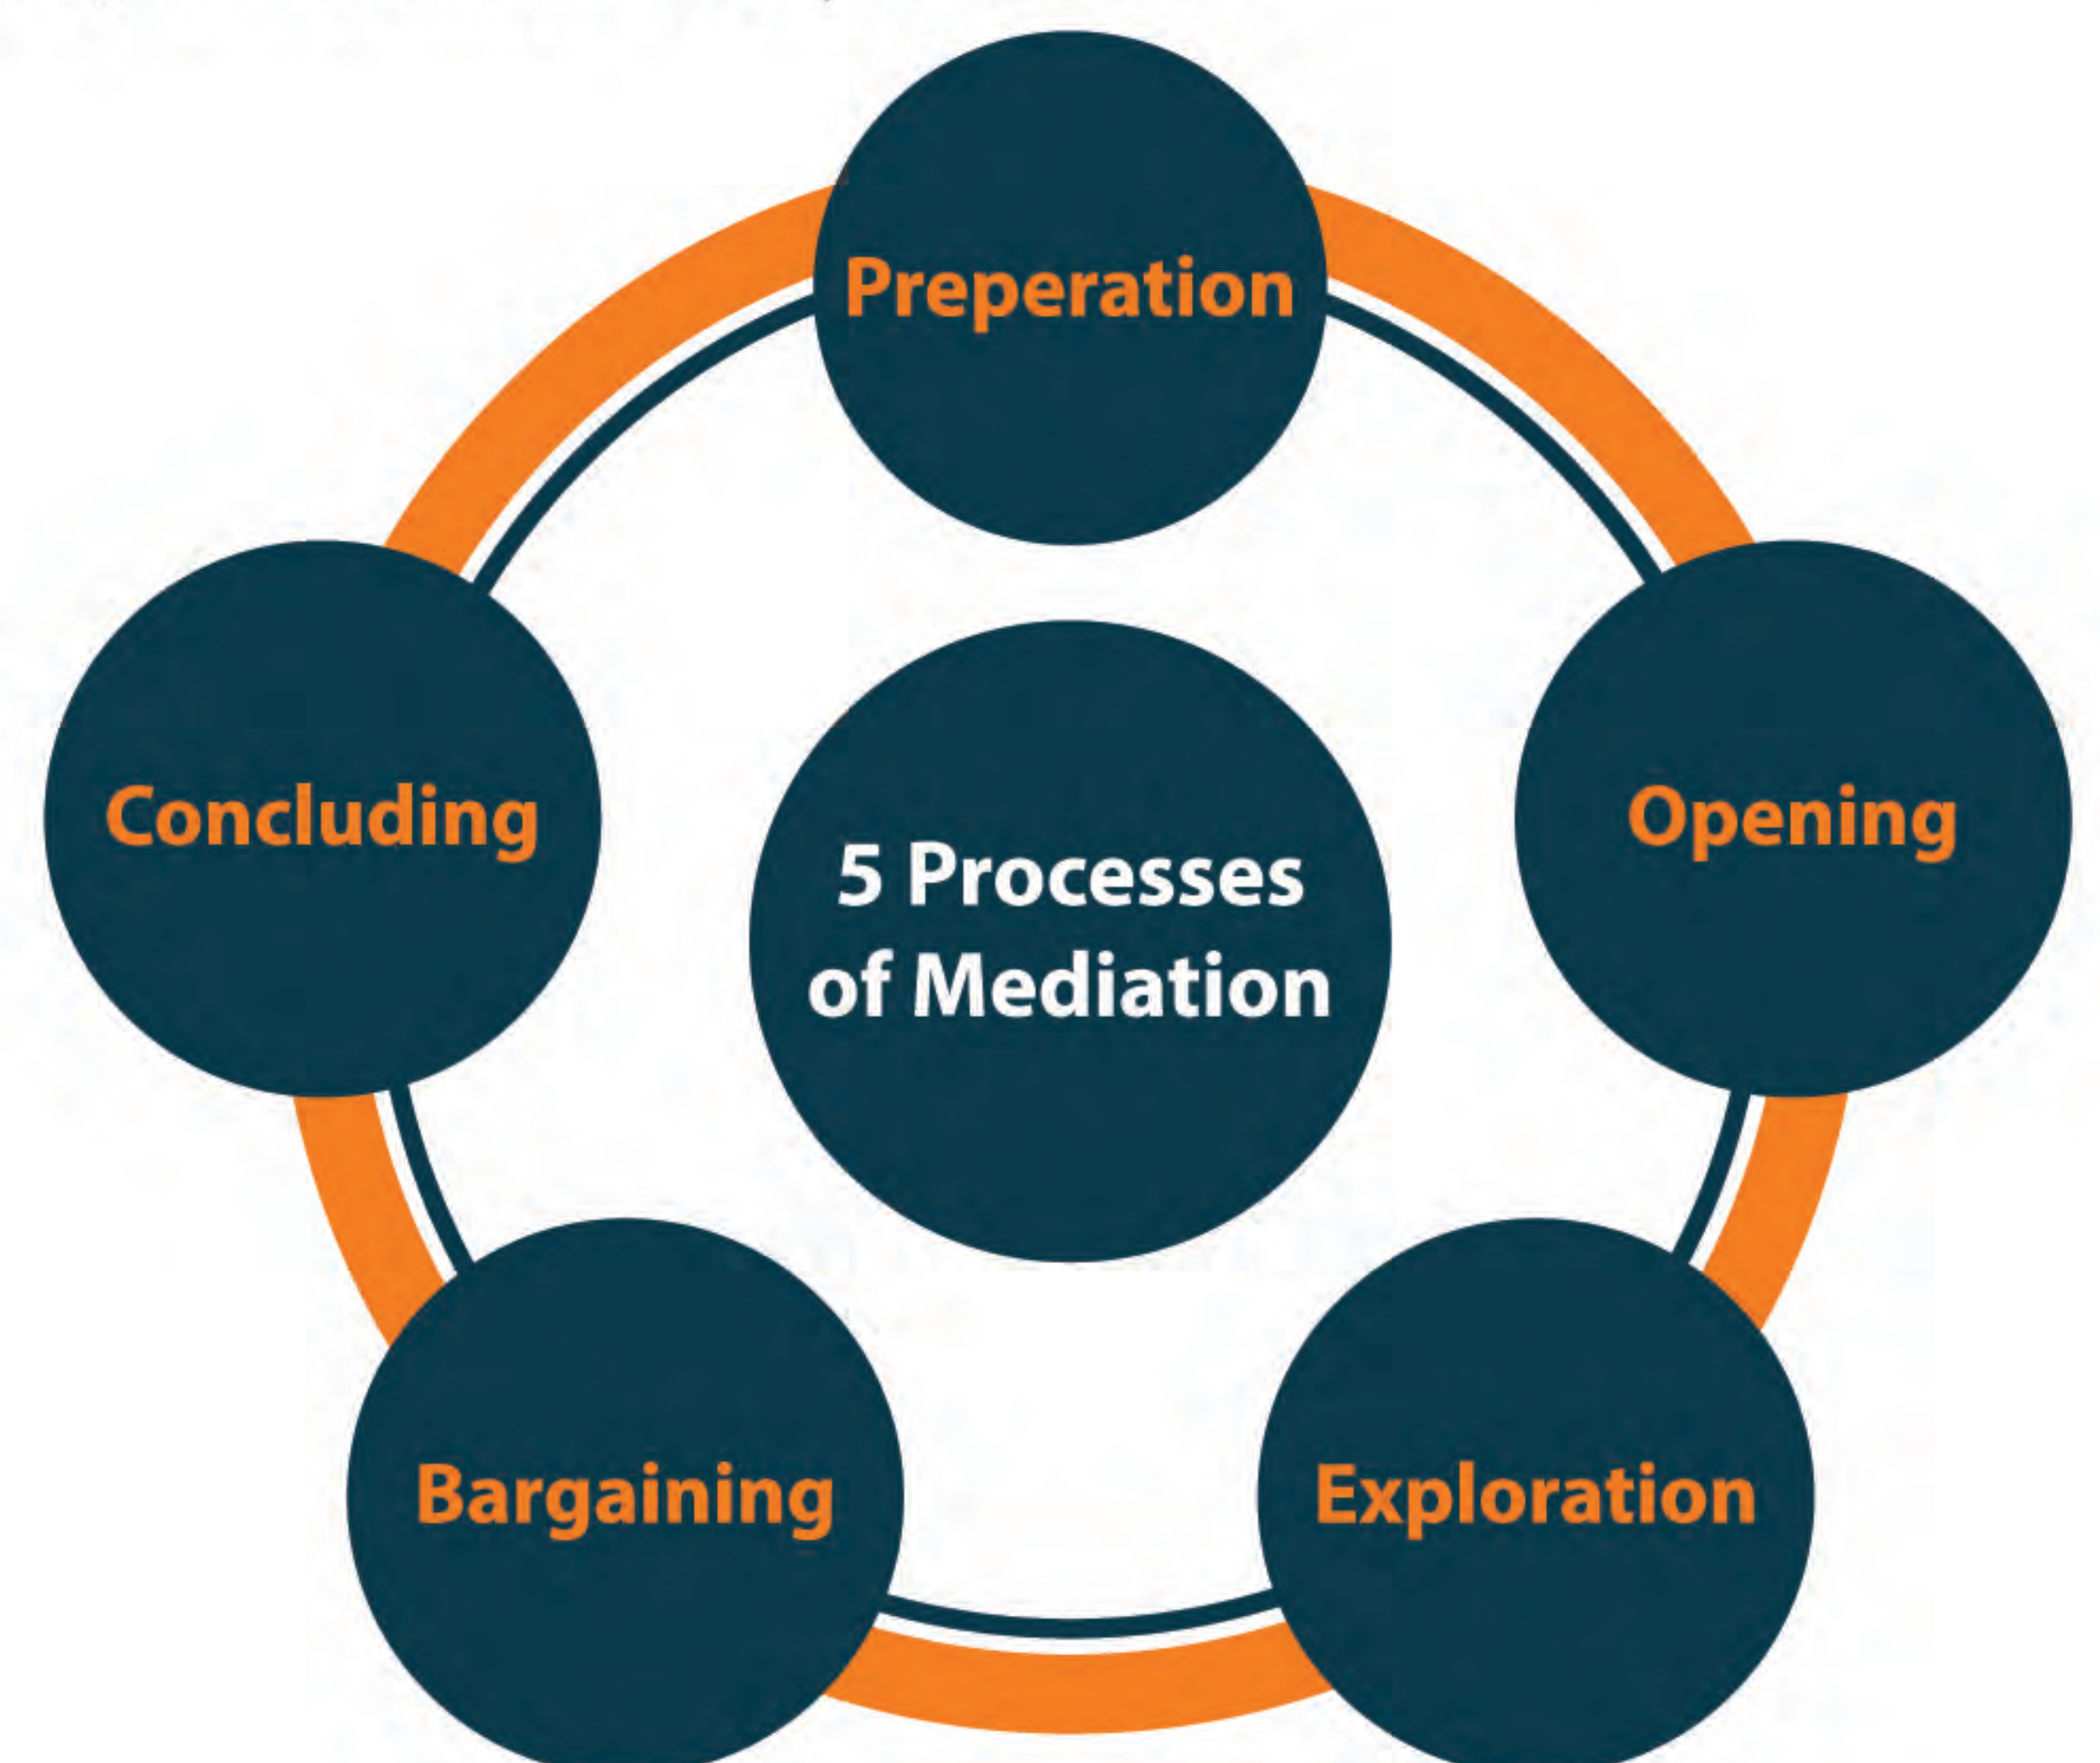 Preperation
Opening
Exploration
Bargaining
Concluding
5 Processes
of Mediation